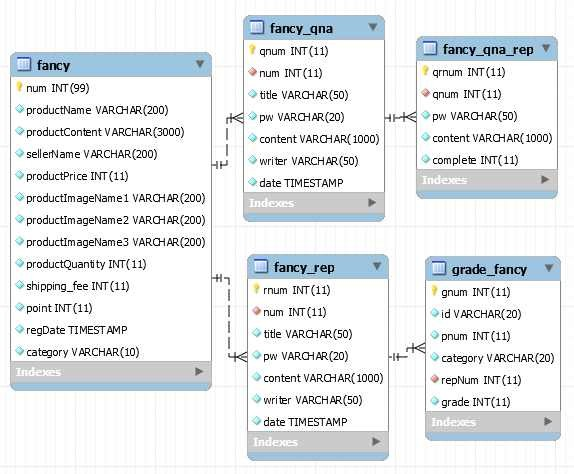 fancy
num INT(99)
productName VARCHAR(200)
productContent VARCHAR(3000)
sellerName VARCHAR(200)
productPrice INT(11)
productImageName1 VARCHAR(200)
productImageName2 VARCHAR(200)
productImageName3 VARCHAR(200)
productQuantity INT(11)
shipping_fee INT(11)
point INT(11)
regDate TIMESTAMP
category VARCHAR(10)
Indexes
fancy_qna
qnum INT(11)
num INT(11)
title VARCHAR(50)
pw VARCHAR(20)
content VARCHAR(1000)
writer VARCHAR(50)
date TIMESTAMP
Indexes
fancy_qna_rep
qrnum INT(11)
qnum INT(11)
pw VARCHAR(50)
content VARCHAR(1000)
complete INT(11)
Indexes
fancy_rep
rnum INT(11)
num INT(11)
title VARCHAR(50)
pw VARCHAR(20)
content VARCHAR(1000)
writer VARCHAR(50)
date TIMESTAMP
Indexes
grade_fancy
gnum INT(11)
id VARCHAR(20)
pnum INT(11)
category VARCHAR(20)
repNum INT(11)
grade INT(11)
Indexes